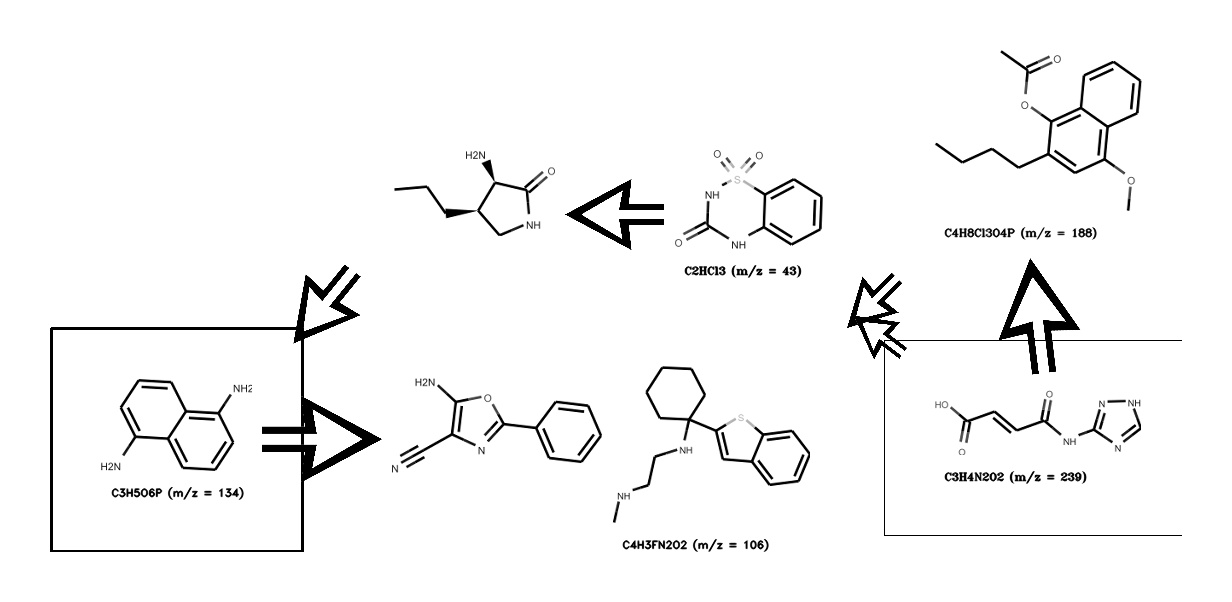 O
O
H2N
O
NH
O
O
S
NH
O
NH
C2HCl3 (m/z = 43)
O
C4H8Cl3O4P (m/z = 188)
NH2
H2N
C3H5O6P (m/z = 134)
H2N
O
N
N
S
NH
NH
C4H3FN2O2 (m/z = 106)
HO
O
O
NH
N
NH
N
C3H4N2O2 (m/z = 239)